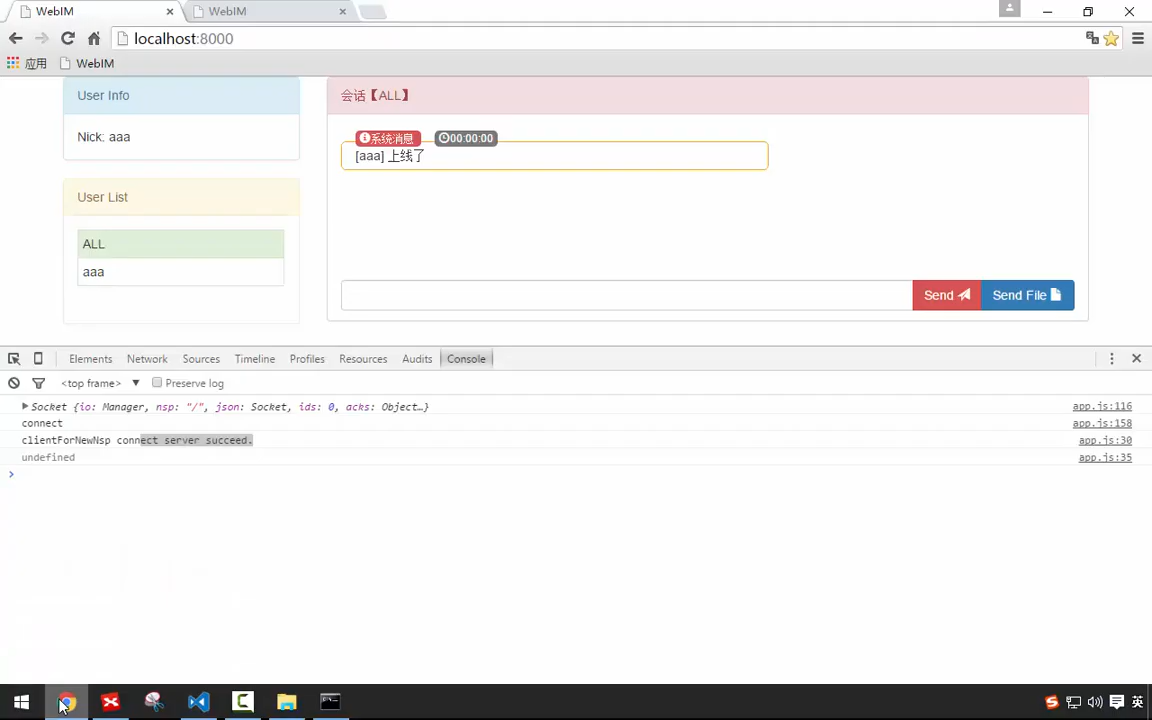 WebIM
WebIM
localhost:8000
应用 WebIM
User Info
Nick: aaa
User List
ALL
aaa
会话【ALL】
系统消息 00:00:00
[aaa] 上线了
Send Send File
Elements Network Sources Timeline Profiles Resources Audits Console
<top frame> Preserve log
Socket {io: Manager, nsp: "/", json: Socket, ids: 0, acks: Object…} app.js:116
connect app.js:158
clientForNewNsp connect server succeed. app.js:30
undefined app.js:35
英